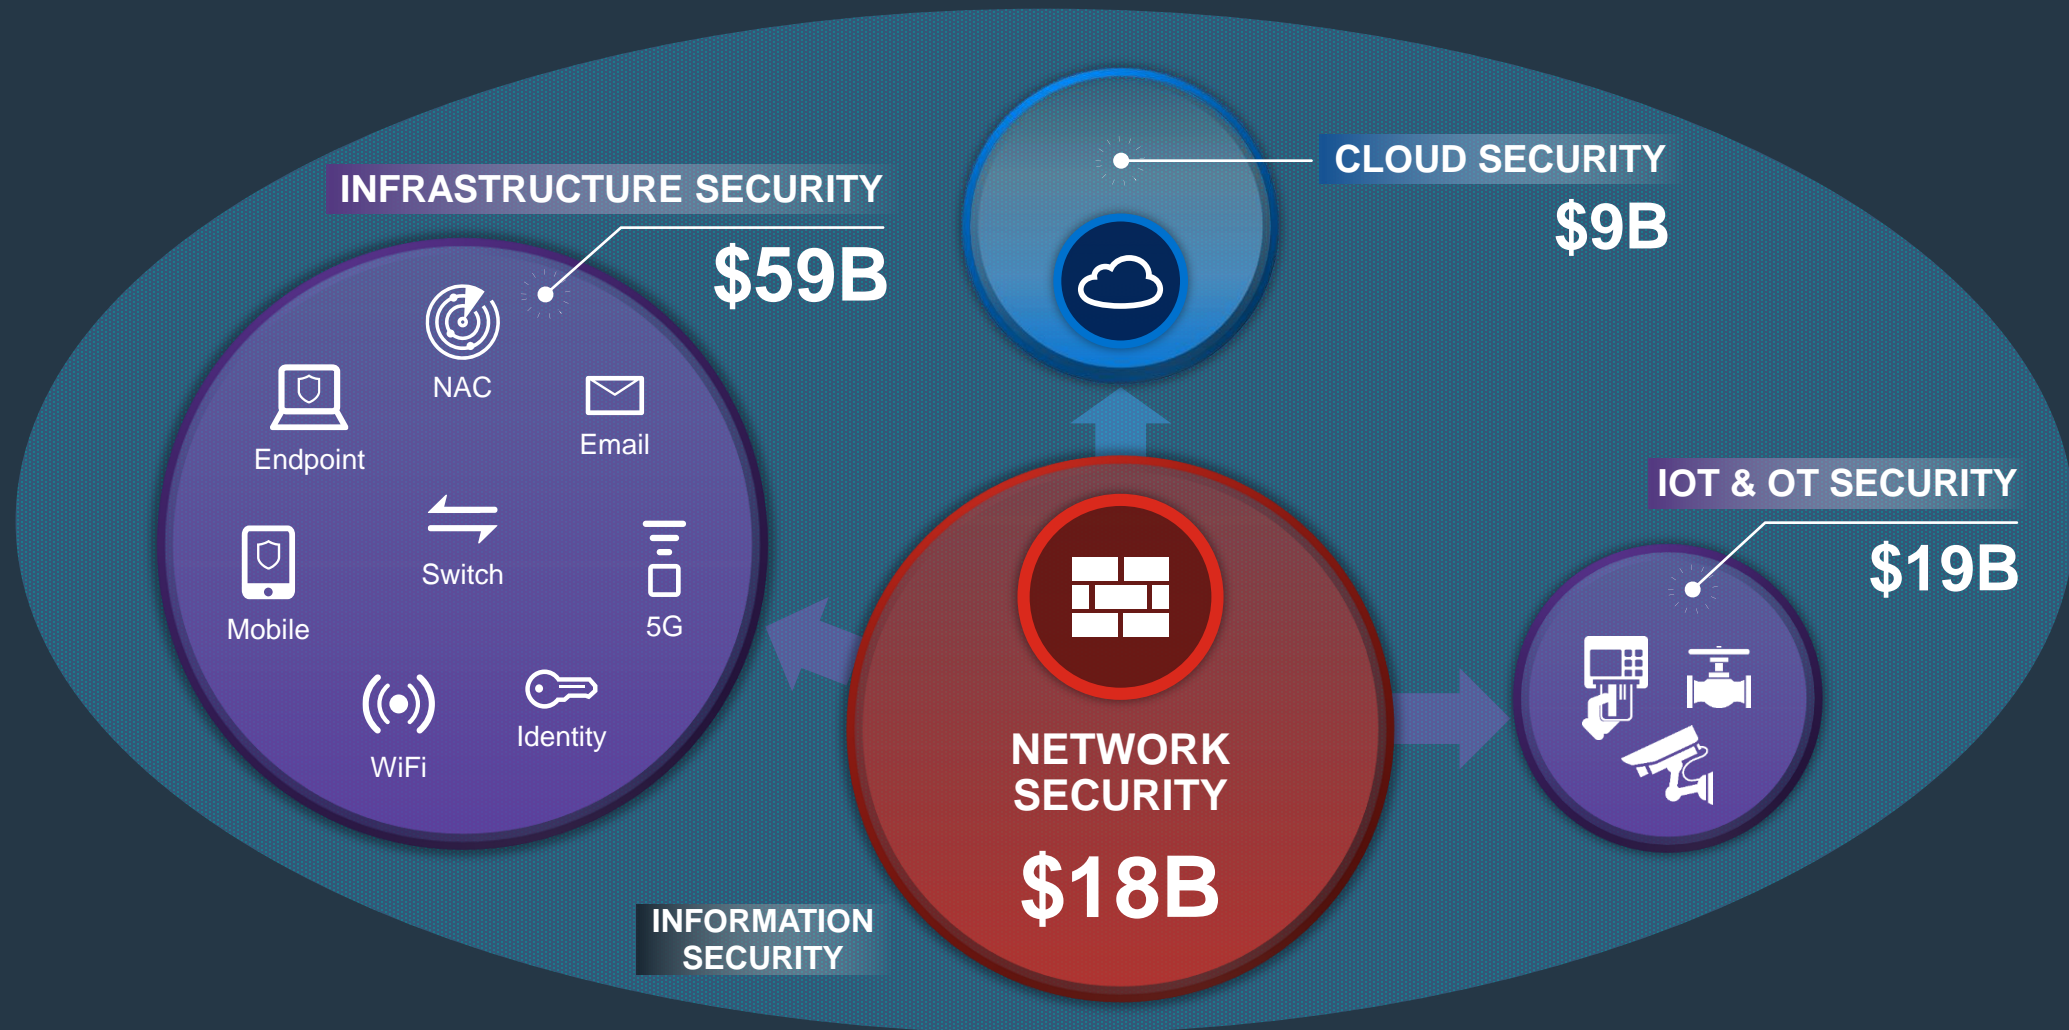 INFRASTRUCTURE SECURITY
$59B
NAC
Endpoint
Email
Switch
Mobile
5G
WiFi
Identity
CLOUD SECURITY
$9B
IOT & OT SECURITY
$19B
NETWORK
SECURITY
$18B
INFORMATION
SECURITY